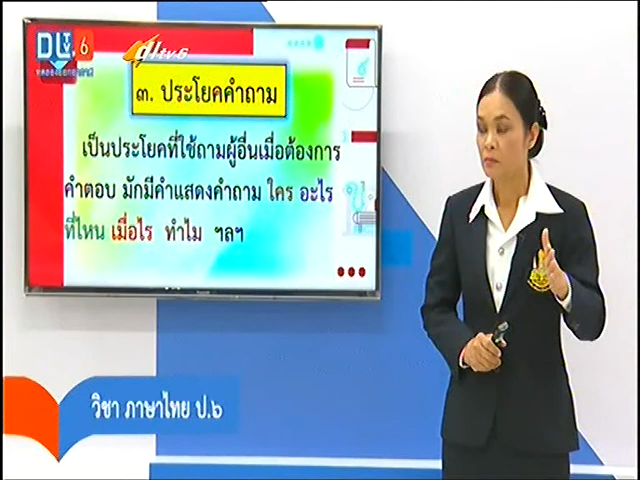 DLTV.6
dltv.6
๓. ประโยคคำถาม
เป็นประโยคที่ใช้ถามผู้อื่นเมื่อต้องการ
คำตอบ มักมีคำแสดงคำถาม ใคร อะไร
ที่ไหน เมื่อไร ทำไม ฯลฯ
วิชา ภาษาไทย ป.๖